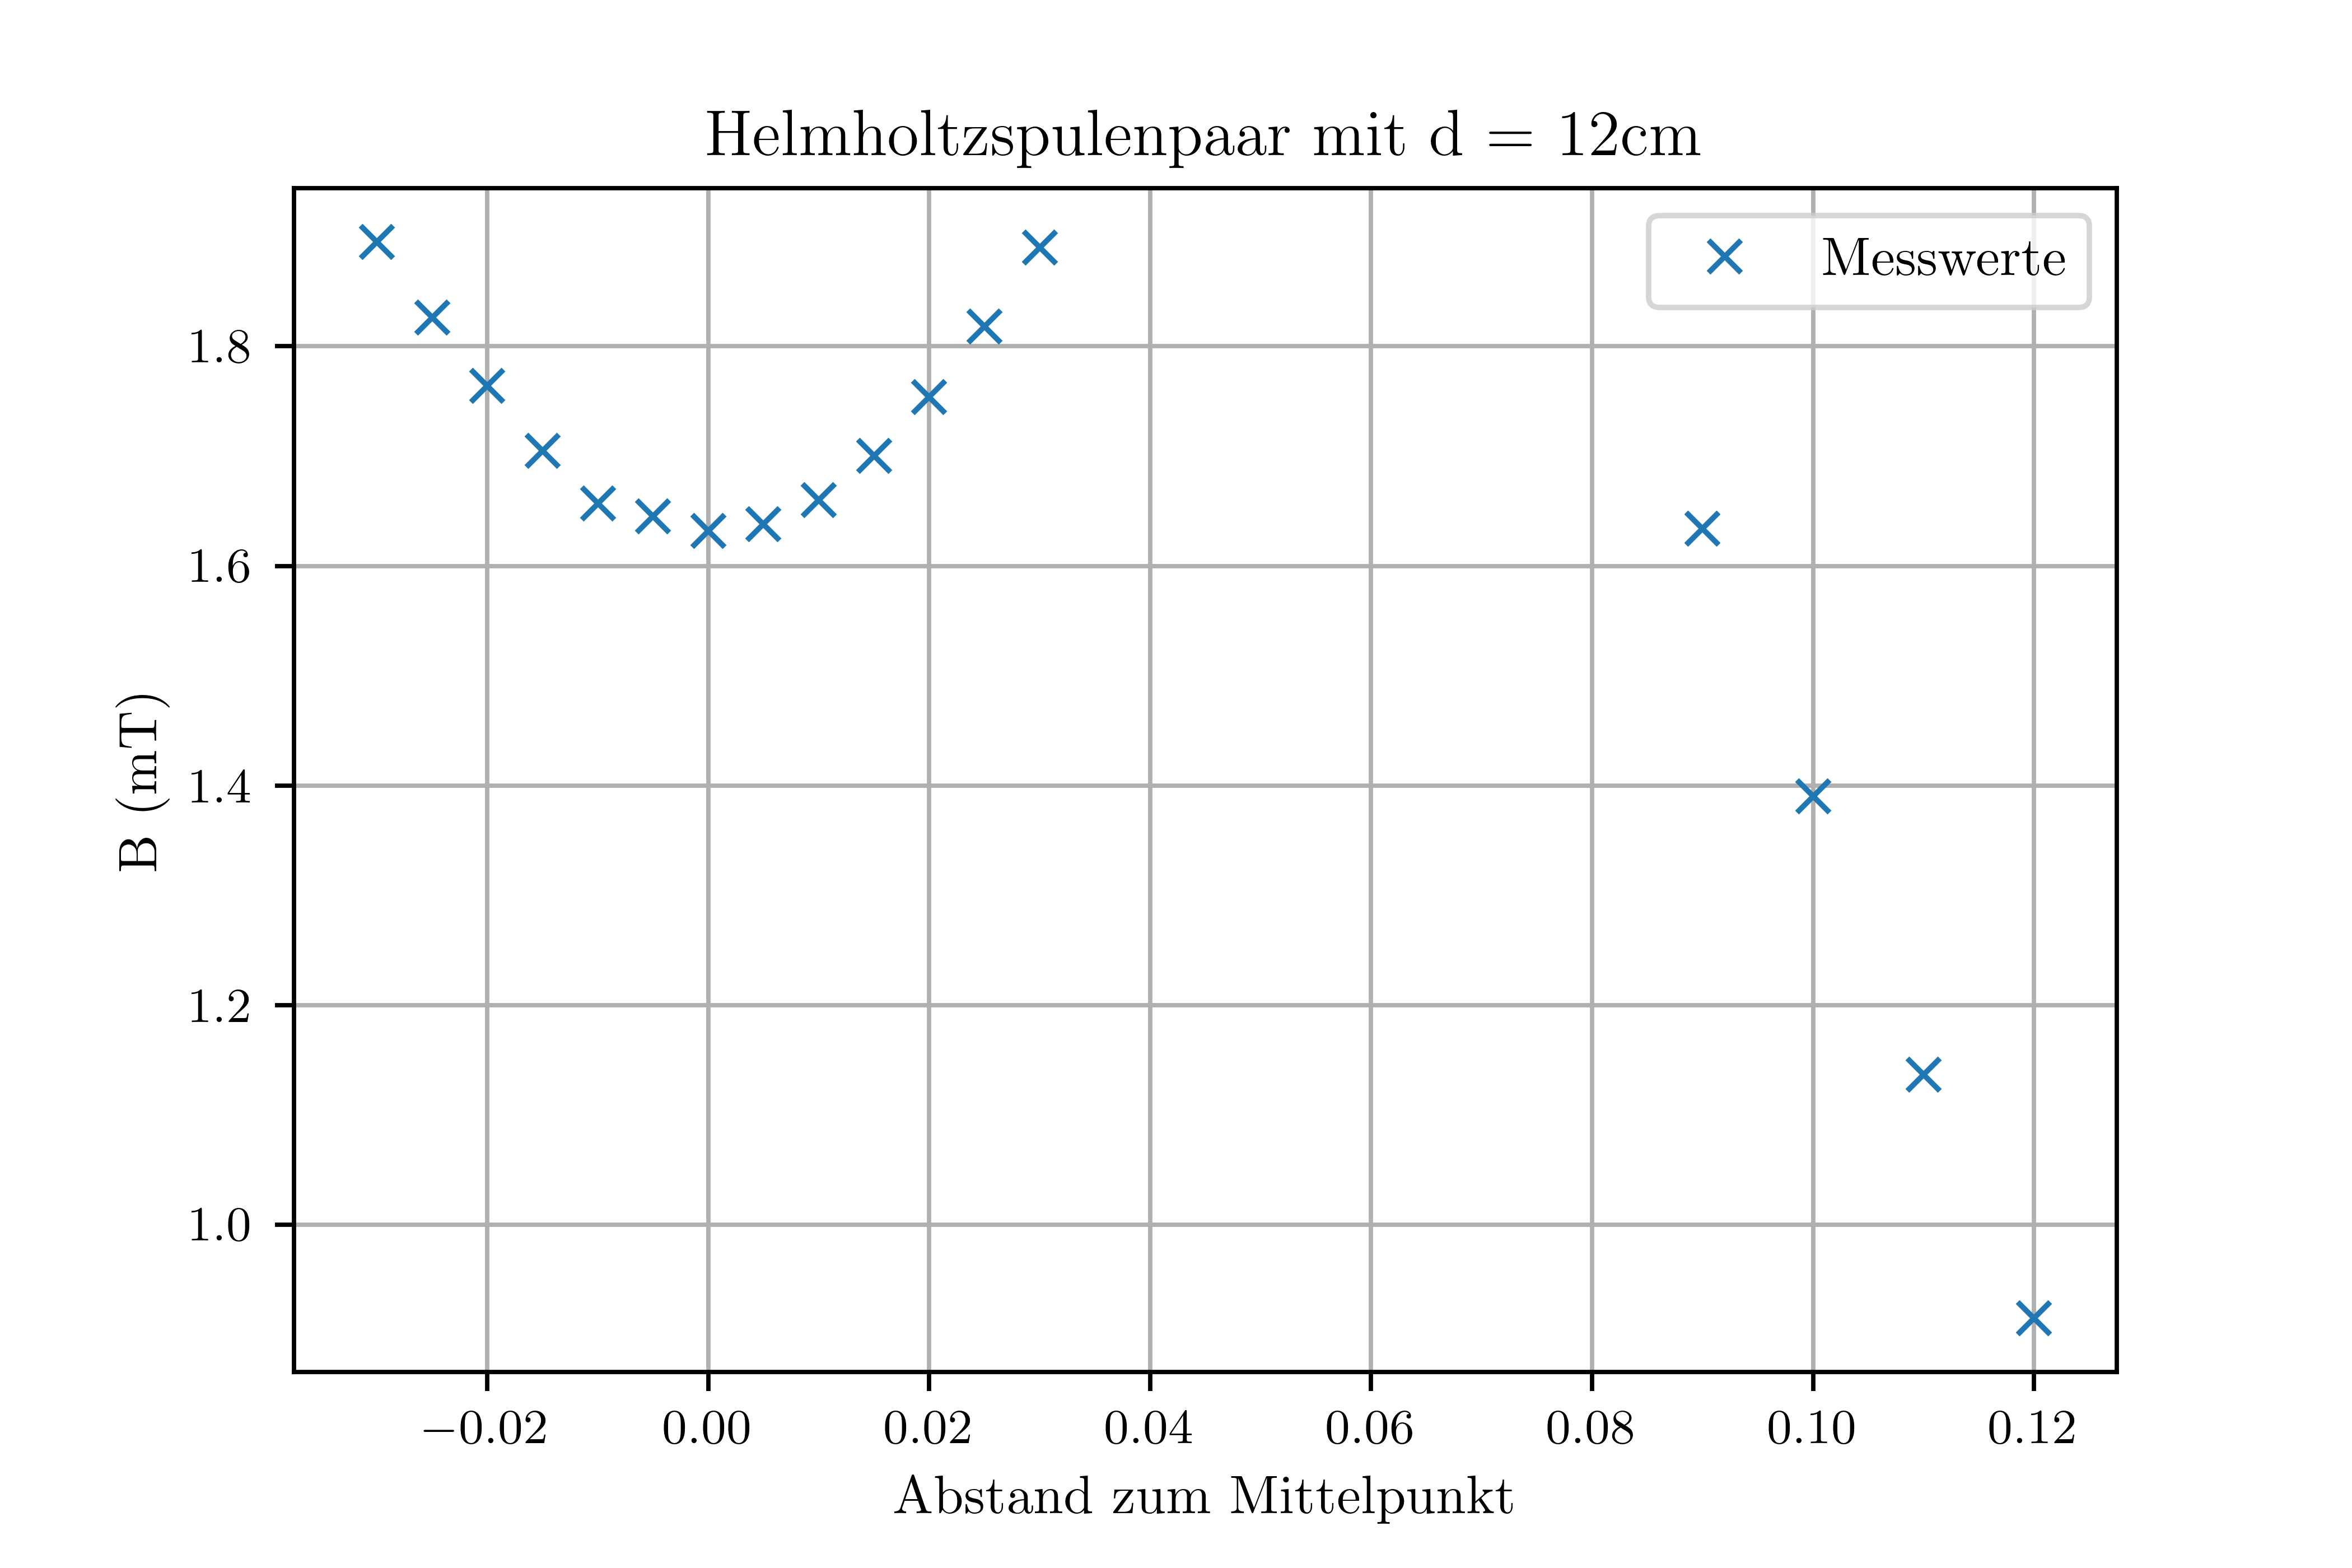 Helmholtzspulenpaar mit d = 12cm
Messwerte
B (mT)
1.8
1.6
1.4
1.2
1.0
−0.02 0.00 0.02 0.04 0.06 0.08 0.10 0.12
Abstand zum Mittelpunkt